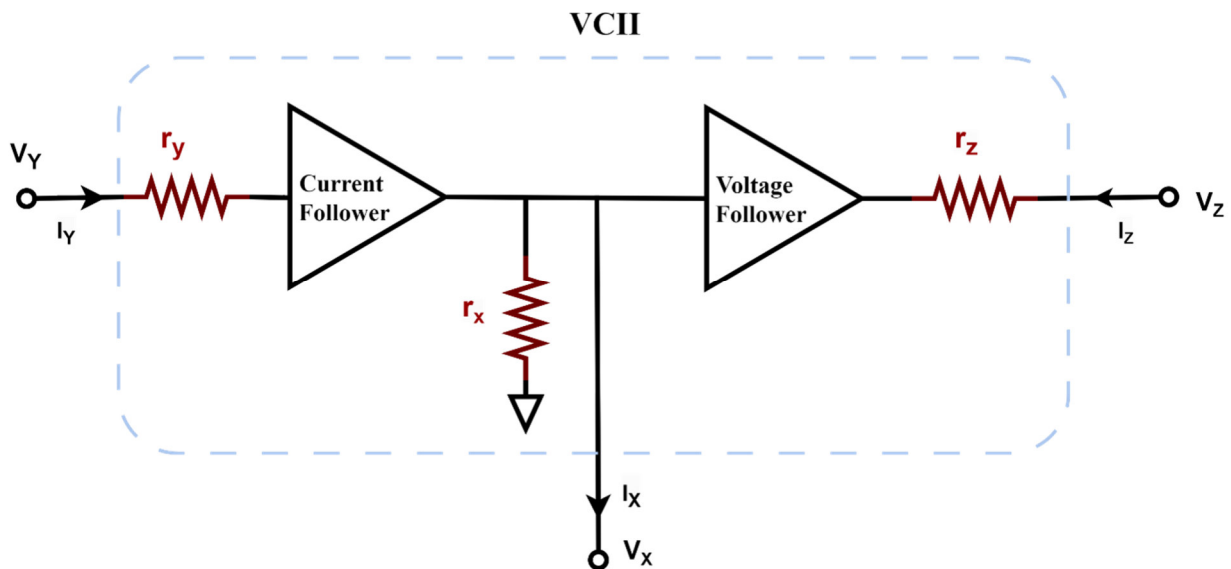 VCII
V_Y
I_Y
r_y
Current
Follower
r_x
I_X
V_X
Voltage
Follower
r_z
I_Z
V_Z